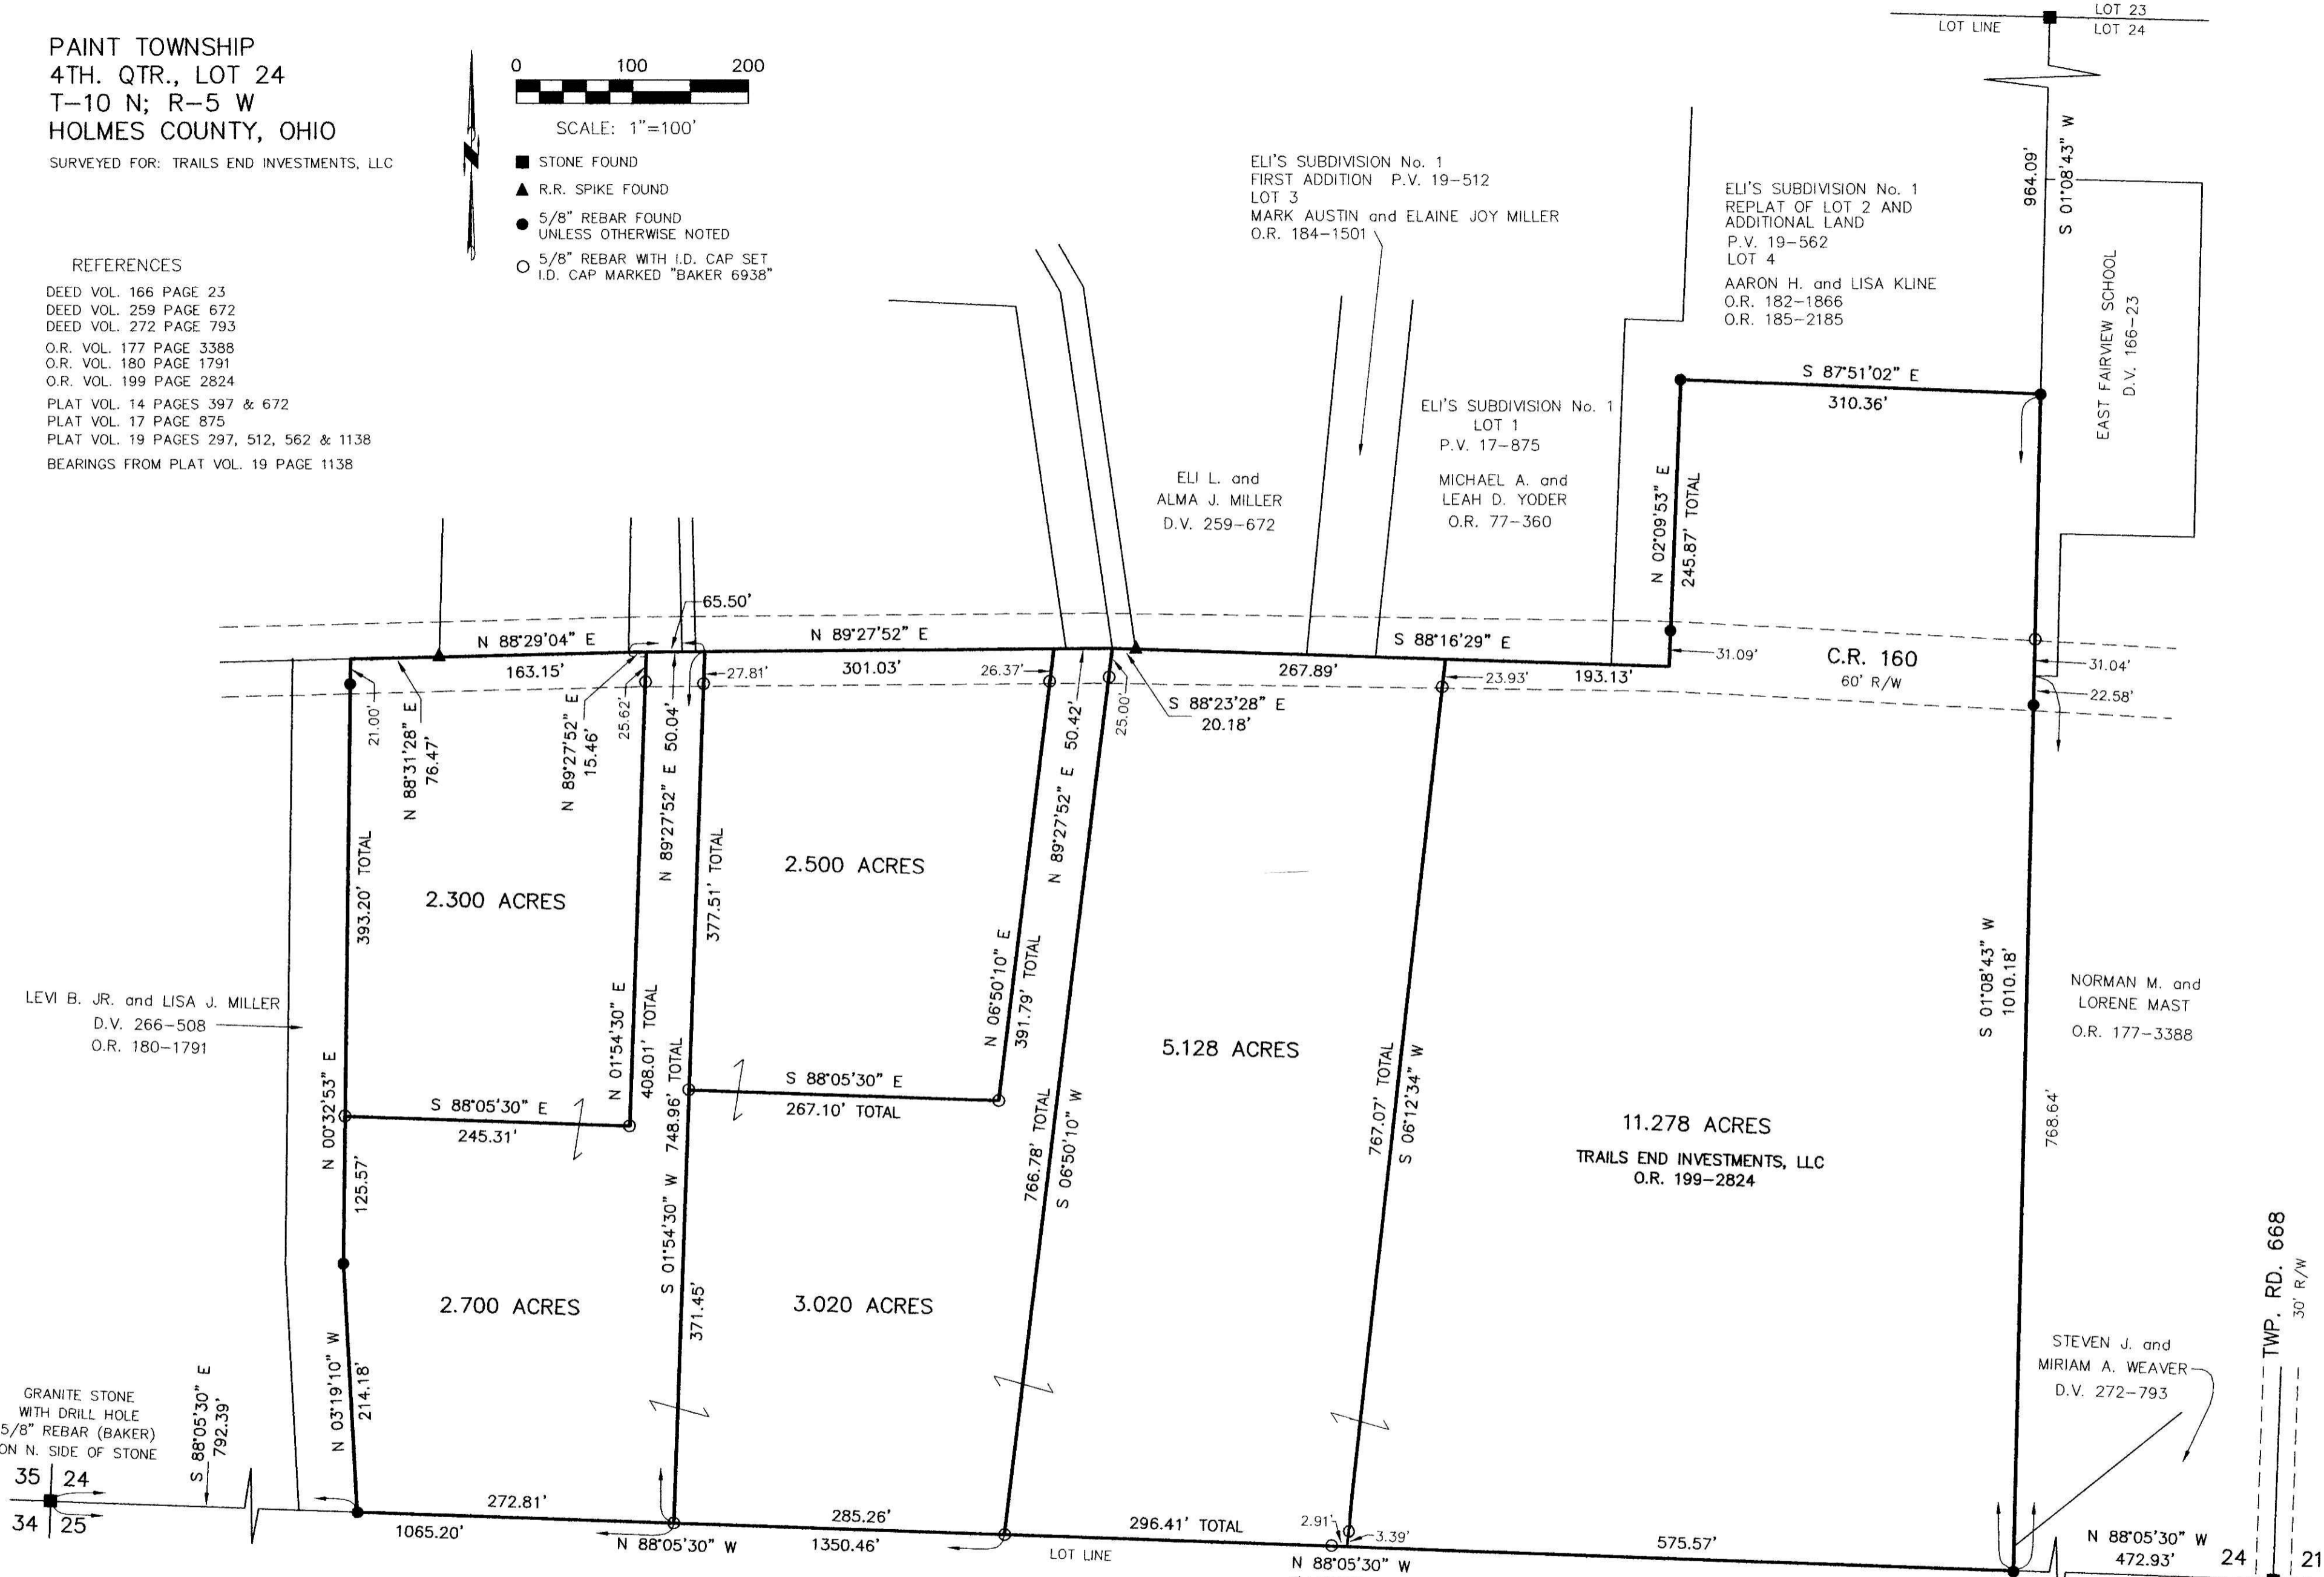 PAINT TOWNSHIP
4TH. QTR., LOT 24
T-10 N; R-5 W
HOLMES COUNTY, OHIO
SURVEYED FOR: TRAILS END INVESTMENTS, LLC
0 100 200
SCALE: 1"=100'
STONE FOUND
R.R. SPIKE FOUND
5/8" REBAR FOUND
UNLESS OTHERWISE NOTED
5/8" REBAR WITH I.D. CAP SET
I.D. CAP MARKED "BAKER 6938"
REFERENCES
DEED VOL. 166 PAGE 23
DEED VOL. 259 PAGE 672
DEED VOL. 272 PAGE 793
O.R. VOL. 177 PAGE 3388
O.R. VOL. 180 PAGE 1791
O.R. VOL. 199 PAGE 2824
PLAT VOL. 14 PAGES 397 & 672
PLAT VOL. 17 PAGE 875
PLAT VOL. 19 PAGES 297, 512, 562 & 1138
BEARINGS FROM PLAT VOL. 19 PAGE 1138
LOT 23
LOT LINE
LOT 24
964.09'
S 01°08'43" W
ELI'S SUBDIVISION No. 1
FIRST ADDITION P.V. 19-512
LOT 3
MARK AUSTIN and ELAINE JOY MILLER
O.R. 184-1501
ELI'S SUBDIVISION No. 1
REPLAT OF LOT 2 AND
ADDITIONAL LAND
P.V. 19-562
LOT 4
AARON H. and LISA KLINE
O.R. 182-1866
O.R. 185-2185
EAST FAIRVIEW SCHOOL
D.V. 166-23
S 87°51'02" E
310.36'
ELI'S SUBDIVISION No. 1
LOT 1
P.V. 17-875
MICHAEL A. and
LEAH D. YODER
O.R. 77-360
ELI L. and
ALMA J. MILLER
D.V. 259-672
N 02°09'53" E
245.87' TOTAL
65.50'
N 88°29'04" E
163.15'
N 89°27'52" E
301.03'
S 88°16'29" E
267.89'
193.13'
31.09'
C.R. 160
60' R/W
31.04'
22.58'
21.00'
N 88°31'28" E
76.47'
N 89°27'52" E
15.46'
25.62'
N 89°27'52" E 50.04'
27.81'
26.37'
N 89°27'52" E 50.42'
25.00'
S 88°23'28" E
20.18'
23.93'
393.20' TOTAL
2.300 ACRES
377.51' TOTAL
2.500 ACRES
N 06°50'10" E
391.79' TOTAL
5.128 ACRES
767.07' TOTAL
S 06°12'34" W
11.278 ACRES
TRAILS END INVESTMENTS, LLC
O.R. 199-2824
S 01°08'43" W
1010.18'
768.64'
NORMAN M. and
LORENE MAST
O.R. 177-3388
LEVI B. JR. and LISA J. MILLER
D.V. 266-508
O.R. 180-1791
N 00°32'53" E
125.57'
S 88°05'30" E
245.31'
N 01°54'30" E
408.01' TOTAL
S 01°54'30" W 748.96' TOTAL
371.45'
S 88°05'30" E
267.10' TOTAL
766.78' TOTAL
S 06°50'10" W
2.700 ACRES
3.020 ACRES
N 03°19'10" W
214.18'
GRANITE STONE
WITH DRILL HOLE
5/8" REBAR (BAKER)
ON N. SIDE OF STONE
S 88°05'30" E
792.39'
35 24
34 25
272.81'
1065.20'
N 88°05'30" W
285.26'
1350.46'
LOT LINE
296.41' TOTAL
2.91'
3.39'
N 88°05'30" W
575.57'
STEVEN J. and
MIRIAM A. WEAVER
D.V. 272-793
TWP. RD. 668
30' R/W
N 88°05'30" W
472.93'
24 21